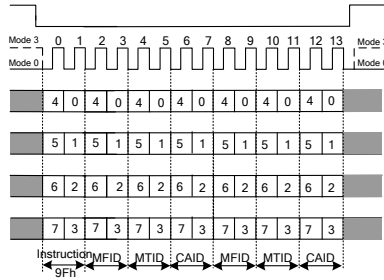 Mode 3 0 1 2 3 4 5 6 7 8 9 10 11 12 13 Mode 3
Mode 0 Mode 0
4 0 4 0 4 0 4 0 4 0 4 0 4 0
5 1 5 1 5 1 5 1 5 1 5 1 5 1
6 2 6 2 6 2 6 2 6 2 6 2 6 2
7 3 7 3 7 3 7 3 7 3 7 3 7 3
Instruction MFID MTID CAID MFID MTID CAID
9Fh